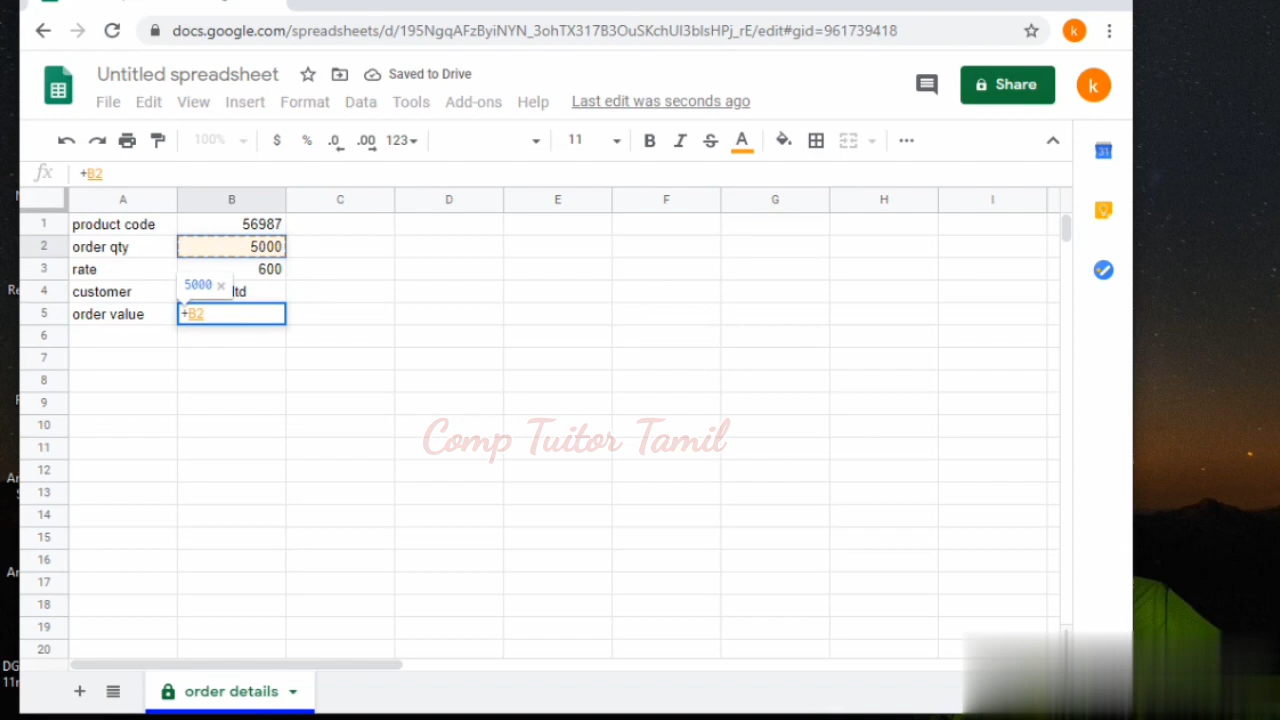 docs.google.com/spreadsheets/d/195NgqAFzByiNYN_3ohTX317B3OuSKchUI3blsHPj_rE/edit#gid=961739418
k
Untitled spreadsheet
Saved to Drive
Share
k
File Edit View Insert Format Data Tools Add-ons Help Last edit was seconds ago
100% $ % .0 .00 123 11 B I S A
fx +B2
A B C D E F G H I
1 product code 56987
2 order qty 5000
3 rate 600
5000 ×
4 customer ltd
5 order value +B2
6
7
8
9
10
Comp Tuitor Tamil
11
12
13
14
15
16
17
18
19
20
order details